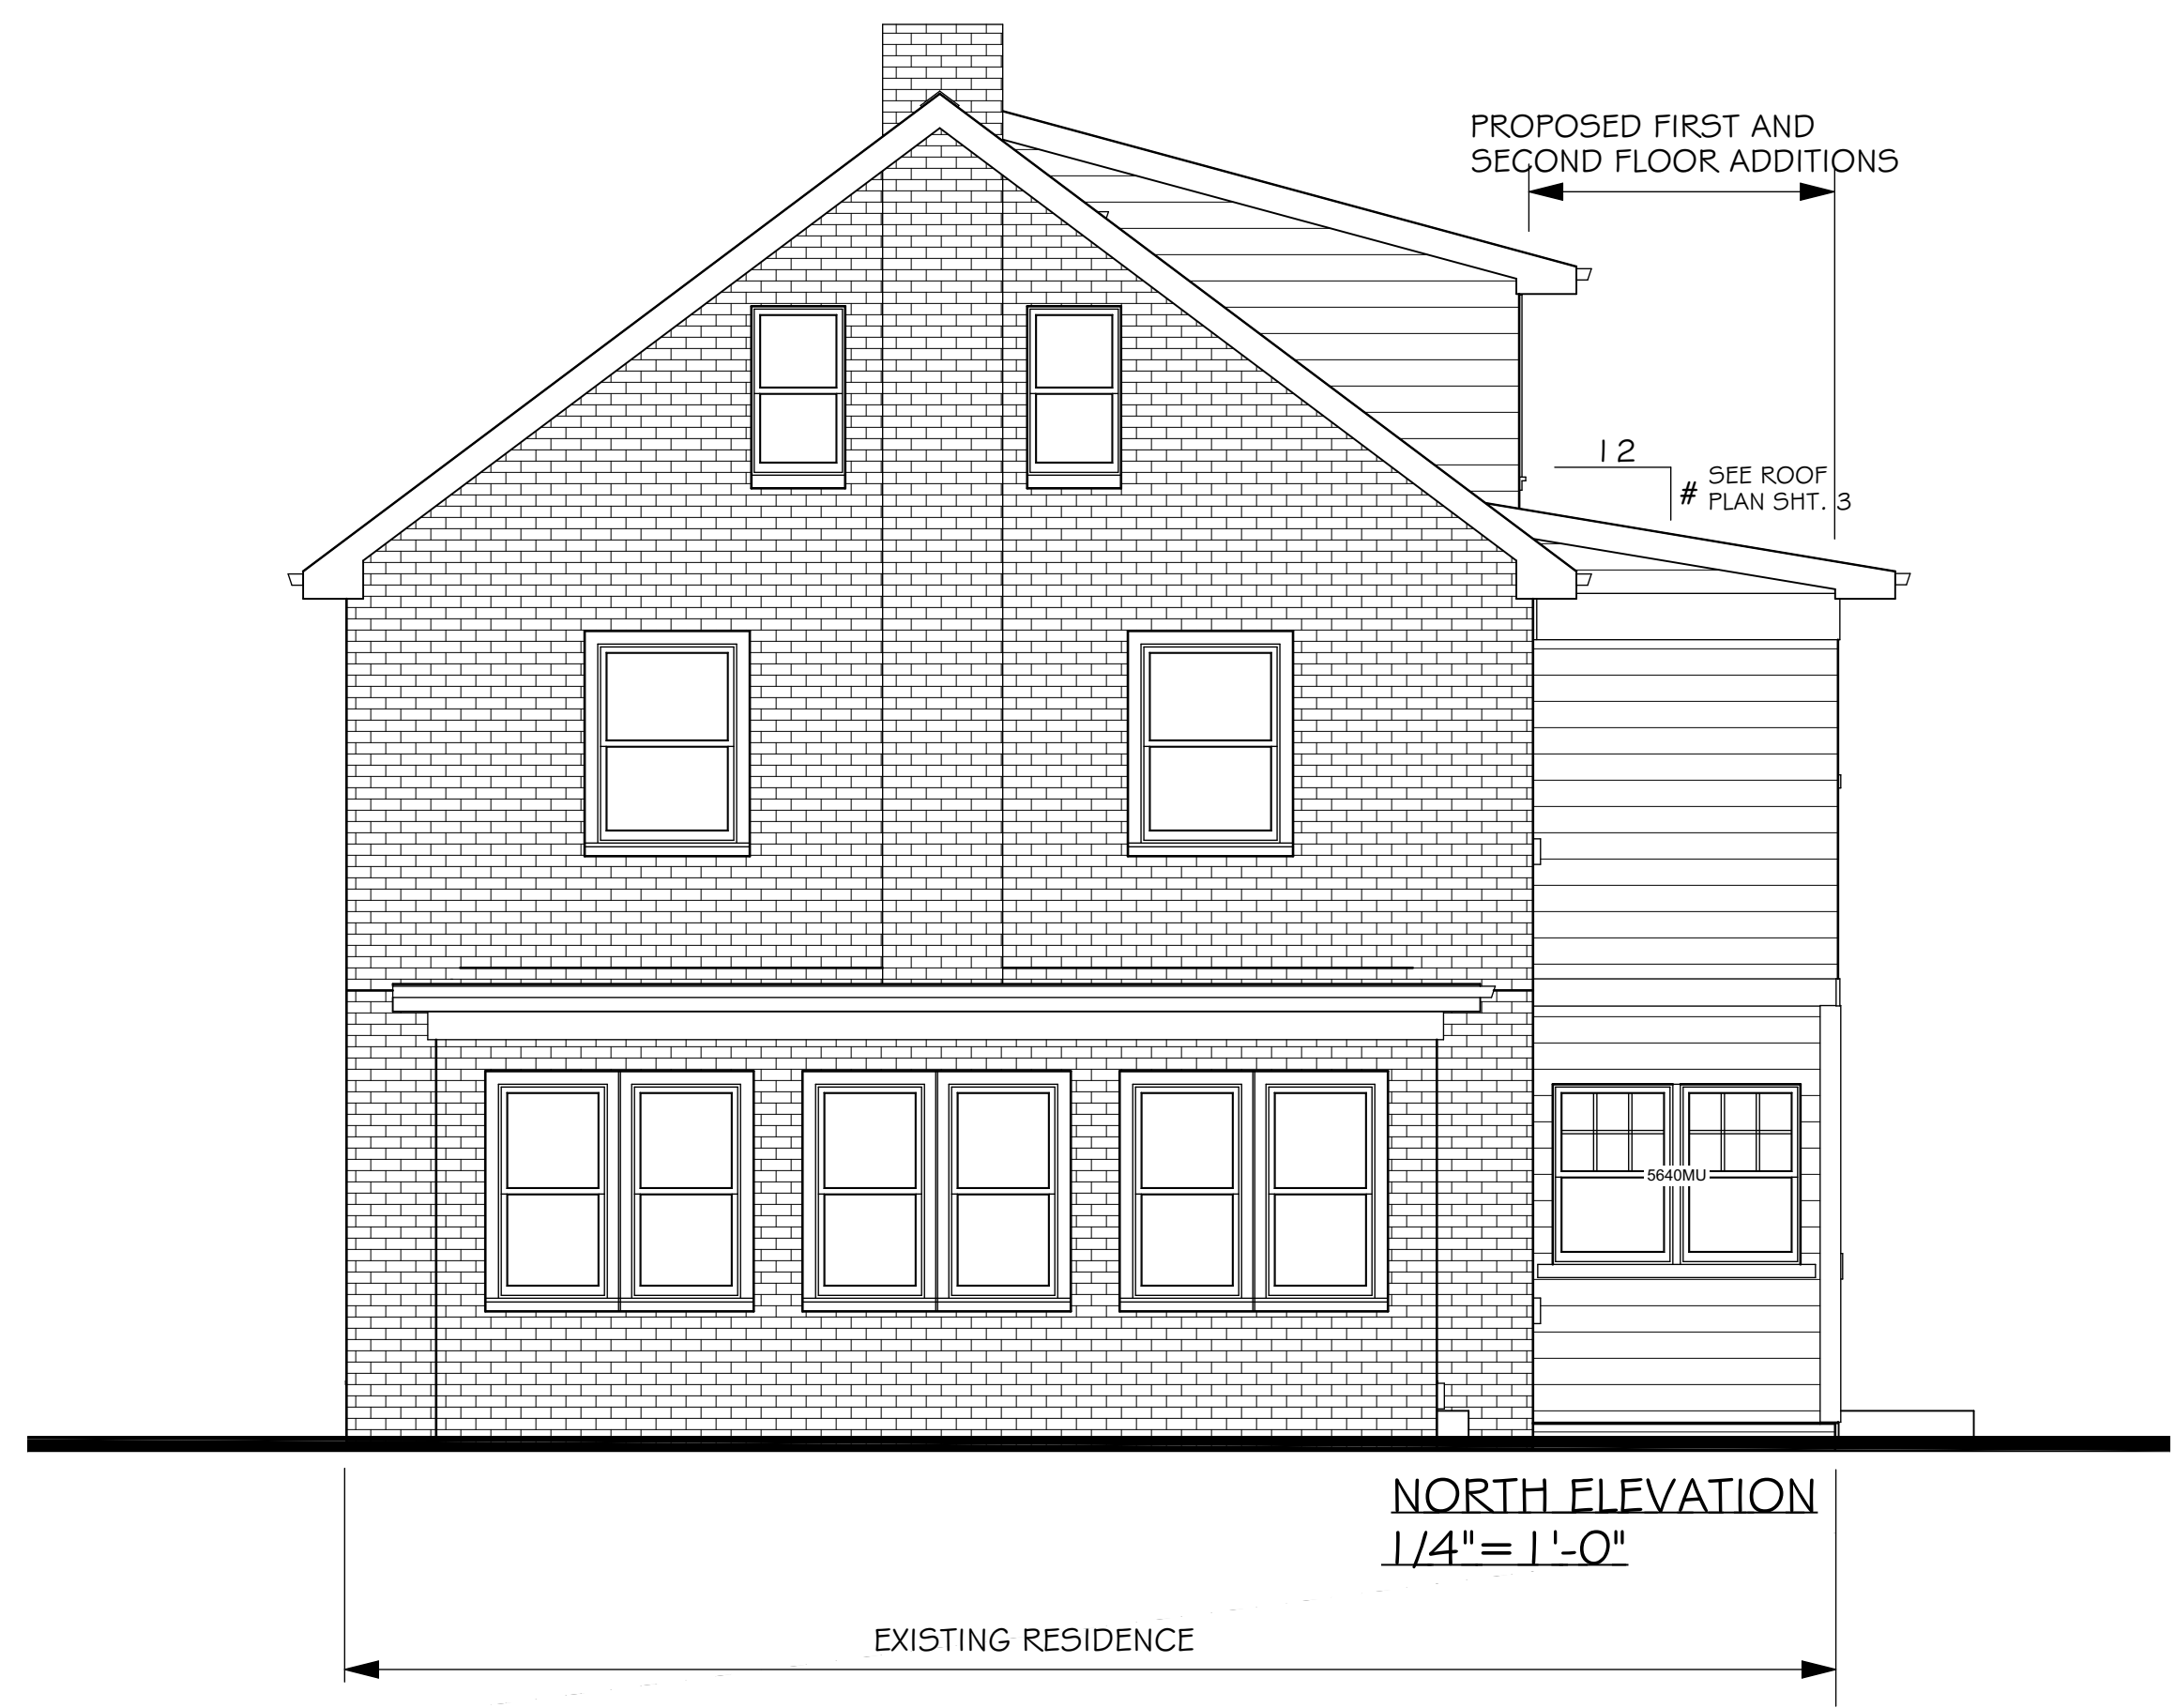 PROPOSED FIRST AND
SECOND FLOOR ADDITIONS
12
# SEE ROOF
PLAN SHT. 3
5640MU
NORTH ELEVATION
1/4"= 1'-0"
EXISTING RESIDENCE